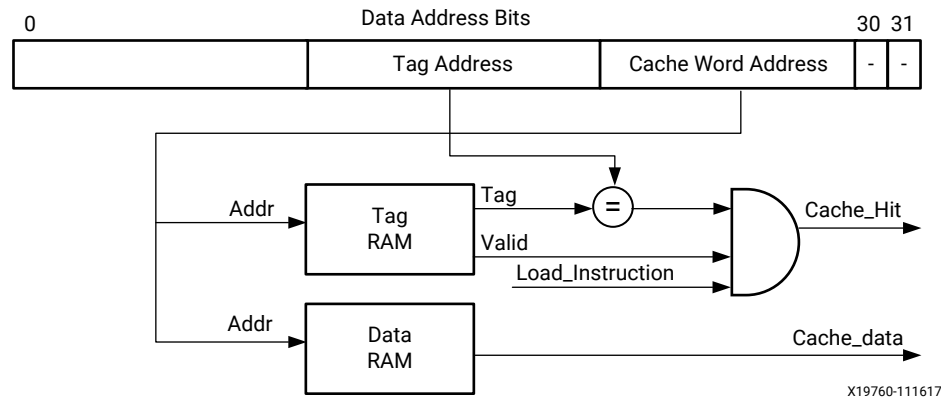 Data Address Bits
0 30 31
Tag Address Cache Word Address - -
Addr Tag RAM Tag
=
Cache_Hit
Valid
Load_Instruction
Addr Data RAM
Cache_data
X19760-111617